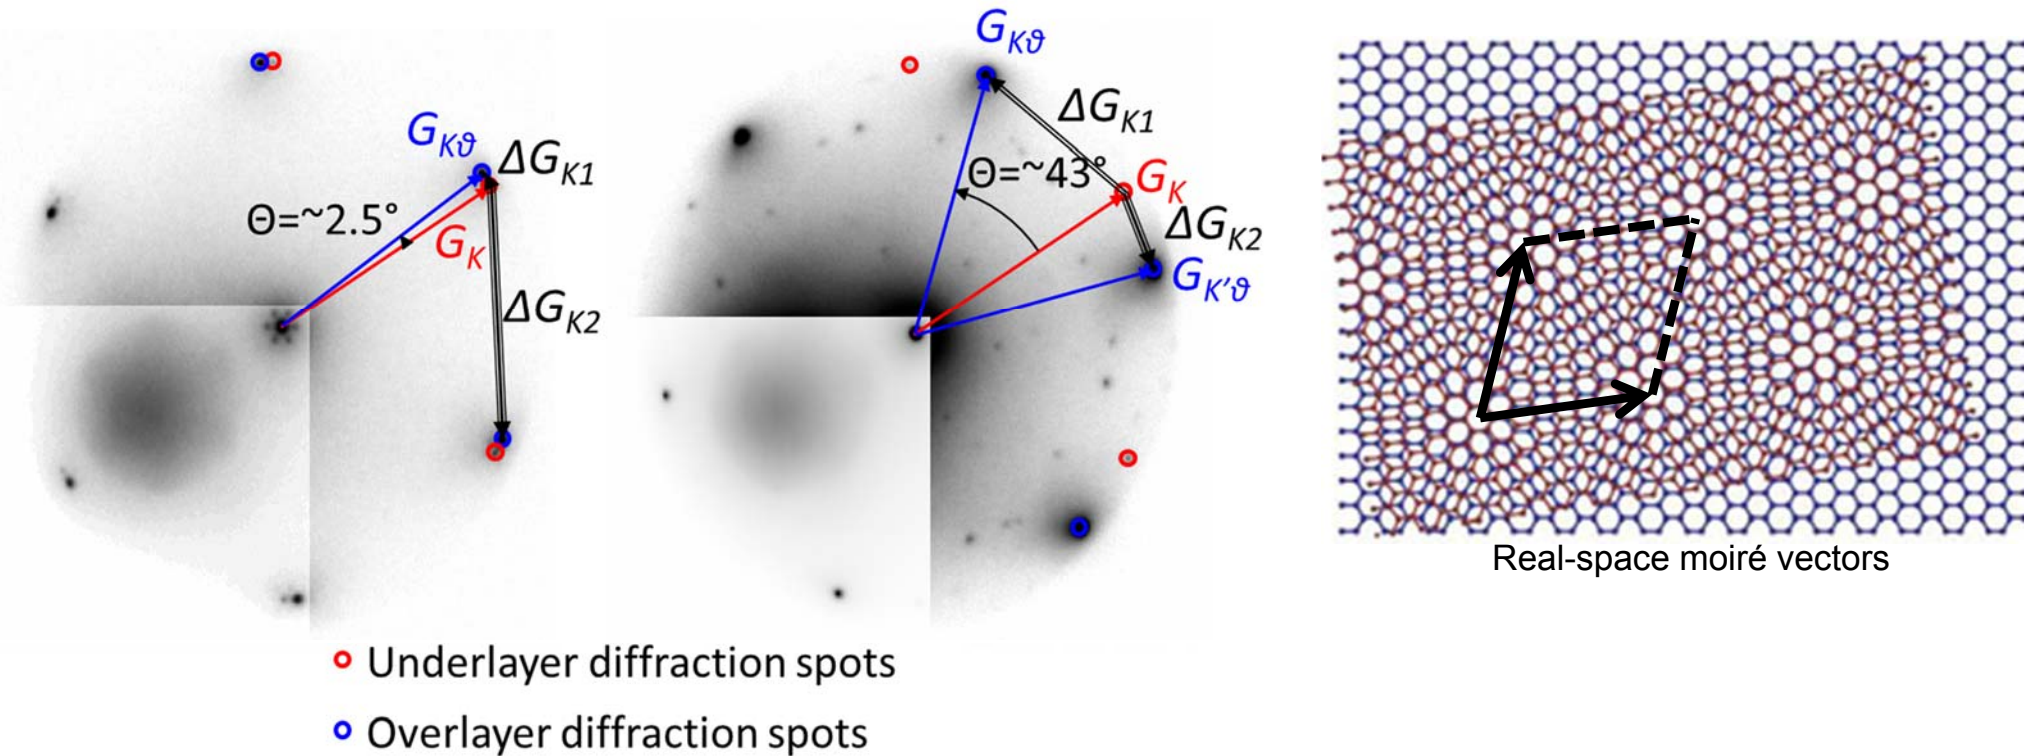 G_Kϑ
ΔG_K1
Θ=~2.5°
G_K
ΔG_K2
G_Kϑ
ΔG_K1
Θ=~43°
G_K
ΔG_K2
G_K'ϑ
Real-space moiré vectors
Underlayer diffraction spots
Overlayer diffraction spots